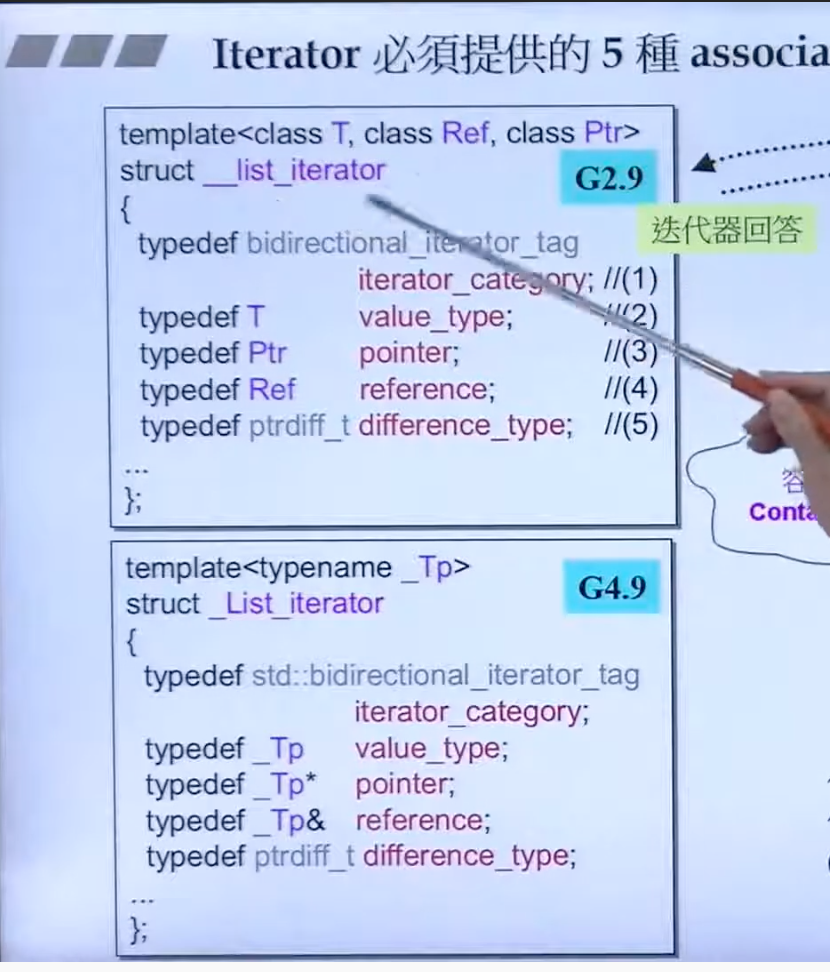 Iterator 必須提供的 5 種 associa
template<class T, class Ref, class Ptr>
struct __list_iterator
G2.9
{
typedef bidirectional_iterator_tag
iterator_category; //(1)
typedef T value_type; //(2)
typedef Ptr pointer; //(3)
typedef Ref reference; //(4)
typedef ptrdiff_t difference_type; //(5)
...
};
迭代器回答
答
Conta
template<typename _Tp>
struct _List_iterator
G4.9
{
typedef std::bidirectional_iterator_tag
iterator_category;
typedef _Tp value_type;
typedef _Tp* pointer;
typedef _Tp& reference;
typedef ptrdiff_t difference_type;
...
};